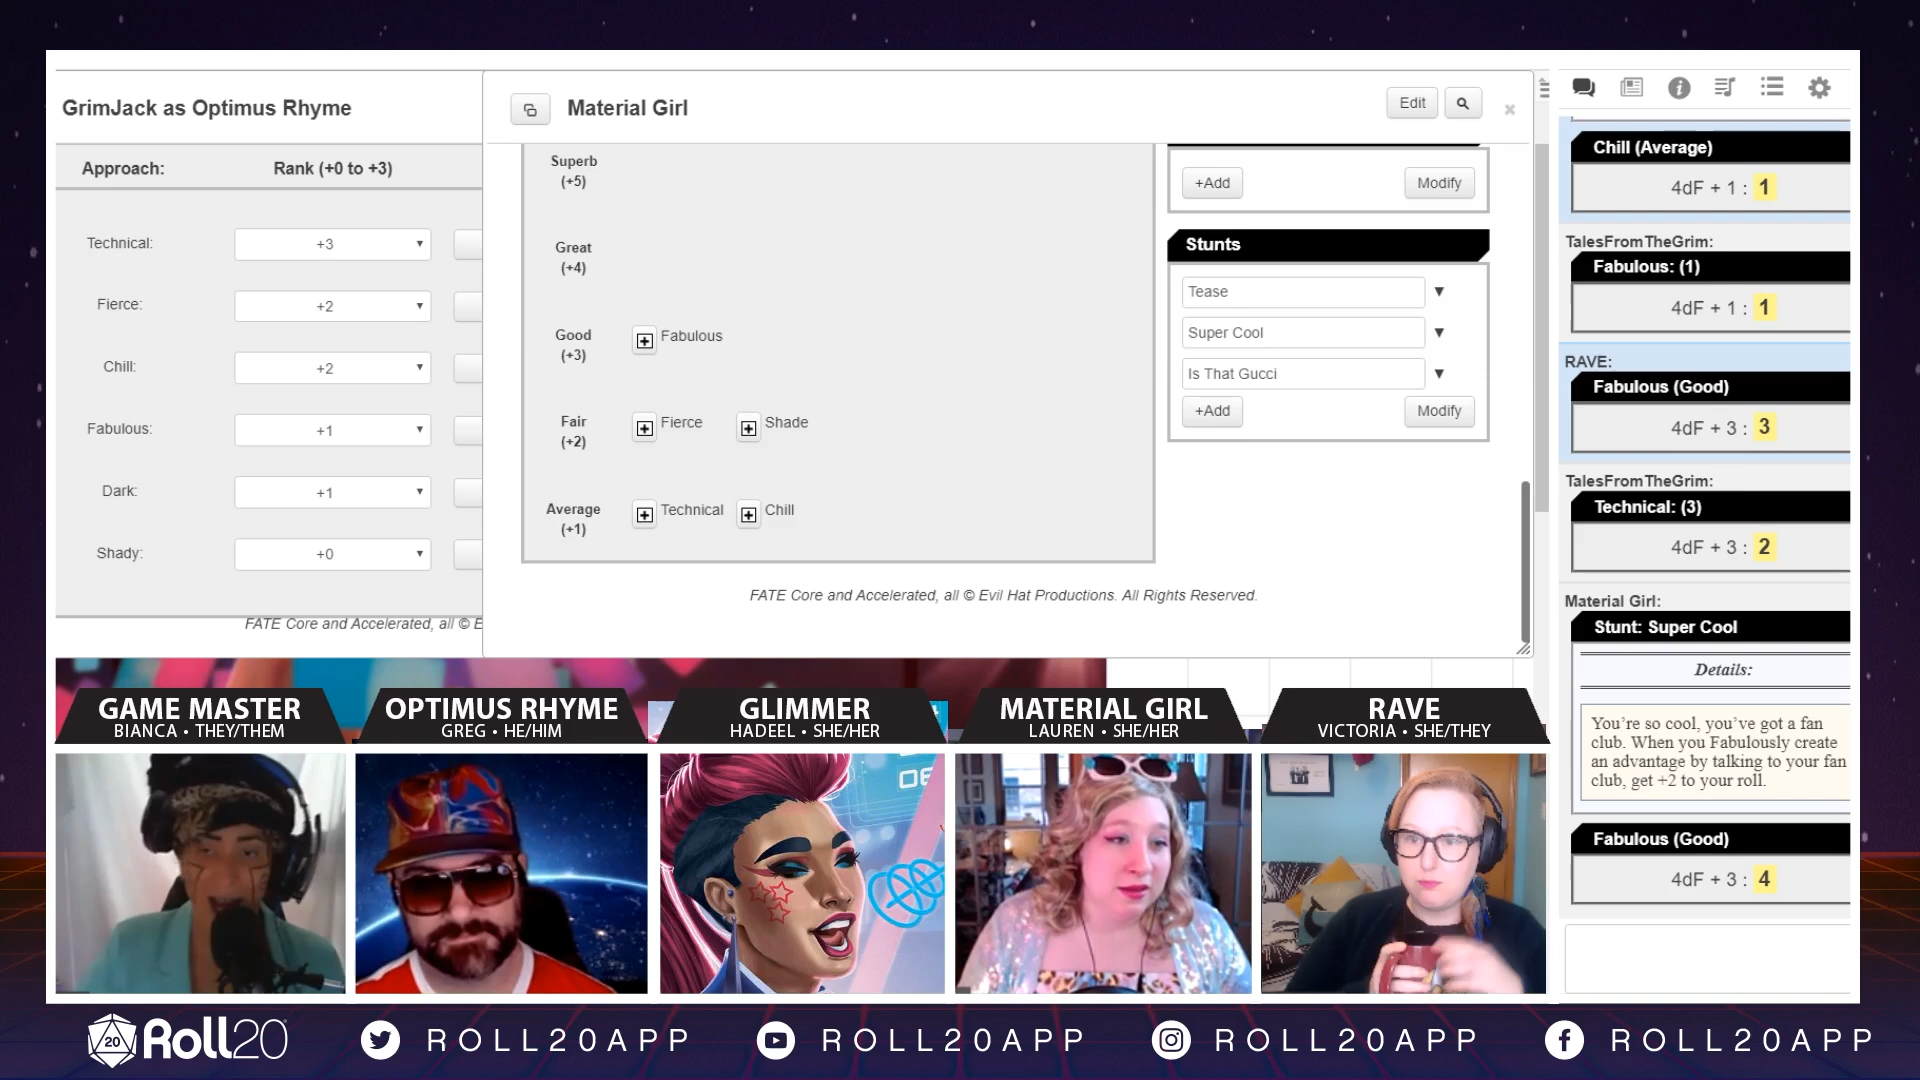 GrimJack as Optimus Rhyme
Approach:
Rank (+0 to +3)
Technical:
+3
Fierce:
+2
Chill:
+2
Fabulous:
+1
Dark:
+1
Shady:
+0
FATE Core and Accelerated, all © E
Material Girl
Edit
Superb
(+5)
Great
(+4)
Good
(+3)
Fabulous
Fair
(+2)
Fierce
Shade
Average
(+1)
Technical
Chill
+Add
Modify
Stunts
Tease
Super Cool
Is That Gucci
+Add
Modify
FATE Core and Accelerated, all © Evil Hat Productions. All Rights Reserved.
Chill (Average)
4dF + 1 : 1
TalesFromTheGrim:
Fabulous: (1)
4dF + 1 : 1
RAVE:
Fabulous (Good)
4dF + 3 : 3
TalesFromTheGrim:
Technical: (3)
4dF + 3 : 2
Material Girl:
Stunt: Super Cool
Details:
You're so cool, you've got a fan
club. When you Fabulously create
an advantage by talking to your fan
club, get +2 to your roll.
Fabulous (Good)
4dF + 3 : 4
GAME MASTER
BIANCA • THEY/THEM
OPTIMUS RHYME
GREG • HE/HIM
GLIMMER
HADEEL • SHE/HER
MATERIAL GIRL
LAUREN • SHE/HER
RAVE
VICTORIA • SHE/THEY
20
Roll20
ROLL20APP
ROLL20APP
ROLL20APP
ROLL20APP